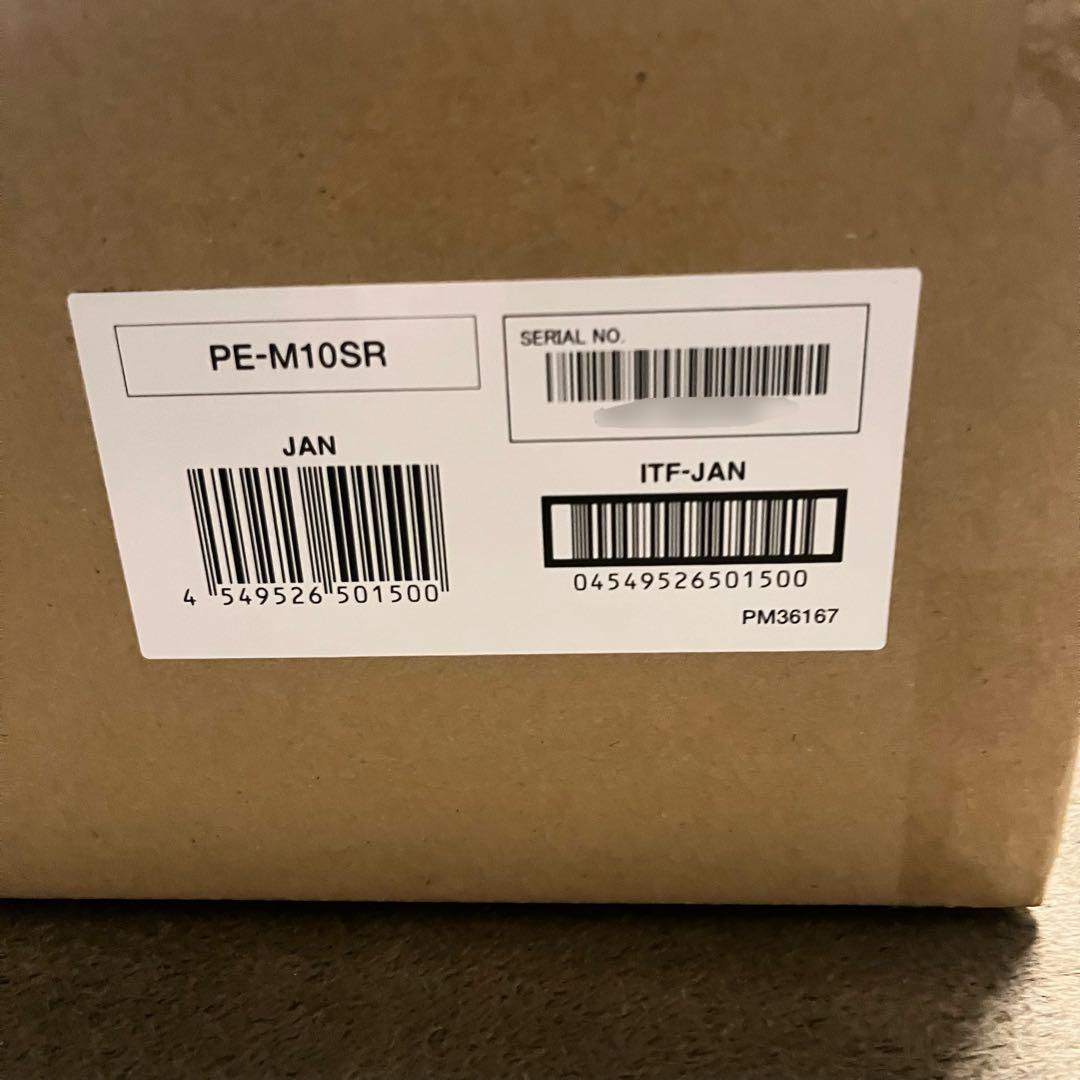 PE-M10SR
SERIAL NO.
JAN
4 549526 501500
ITF-JAN
04549526501500
PM36167